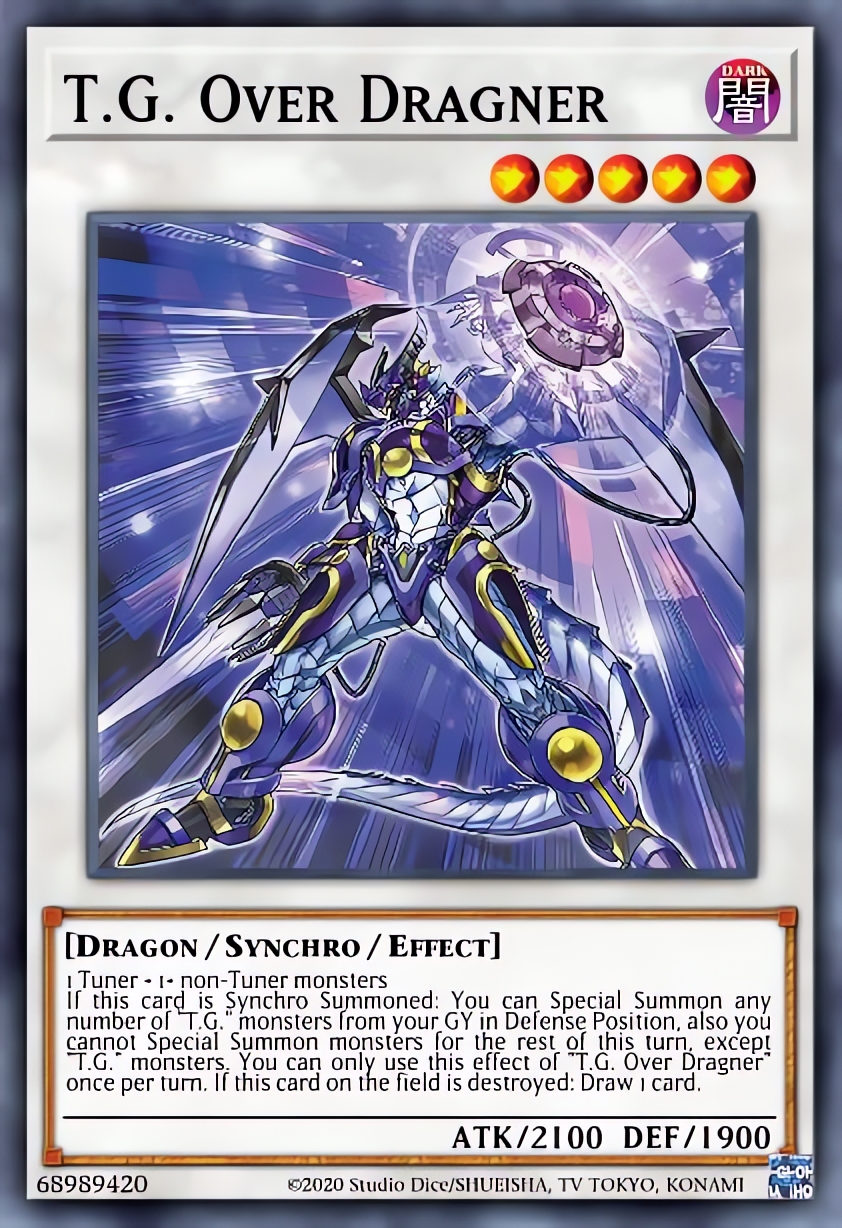 T.G. Over Dragner
DARK
闇
[Dragon / Synchro / Effect]
1 Tuner + 1+ non-Tuner monsters
If this card is Synchro Summoned: You can Special Summon any
number of "T.G." monsters from your GY in Defense Position, also you
cannot Special Summon monsters for the rest of this turn, except
"T.G." monsters. You can only use this effect of "T.G. Over Dragner"
once per turn. If this card on the field is destroyed: Draw 1 card.
ATK/2100 DEF/1900
68989420
©2020 Studio Dice/SHUEISHA, TV TOKYO, KONAMI